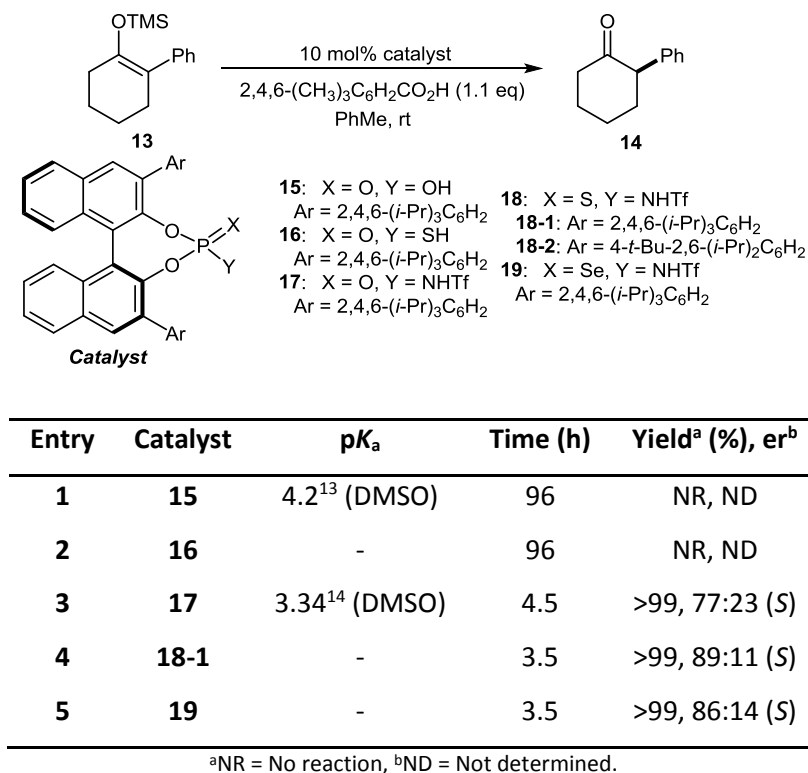 OTMS
Ph
13
10 mol% catalyst
2,4,6-(CH₃)₃C₆H₂CO₂H (1.1 eq)
PhMe, rt
O
Ph
14
Ar
O
P
X
O
Y
Ar
Catalyst
15: X = O, Y = OH
Ar = 2,4,6-(i-Pr)₃C₆H₂
16: X = O, Y = SH
Ar = 2,4,6-(i-Pr)₃C₆H₂
17: X = O, Y = NHTf
Ar = 2,4,6-(i-Pr)₃C₆H₂
18: X = S, Y = NHTf
18-1: Ar = 2,4,6-(i-Pr)₃C₆H₂
18-2: Ar = 4-t-Bu-2,6-(i-Pr)₂C₆H₂
19: X = Se, Y = NHTf
Ar = 2,4,6-(i-Pr)₃C₆H₂
Entry Catalyst pKₐ Time (h) Yieldᵃ (%), erᵇ
1 15 4.2¹³ (DMSO) 96 NR, ND
2 16 - 96 NR, ND
3 17 3.34¹⁴ (DMSO) 4.5 >99, 77:23 (S)
4 18-1 - 3.5 >99, 89:11 (S)
5 19 - 3.5 >99, 86:14 (S)
ᵃNR = No reaction, ᵇND = Not determined.